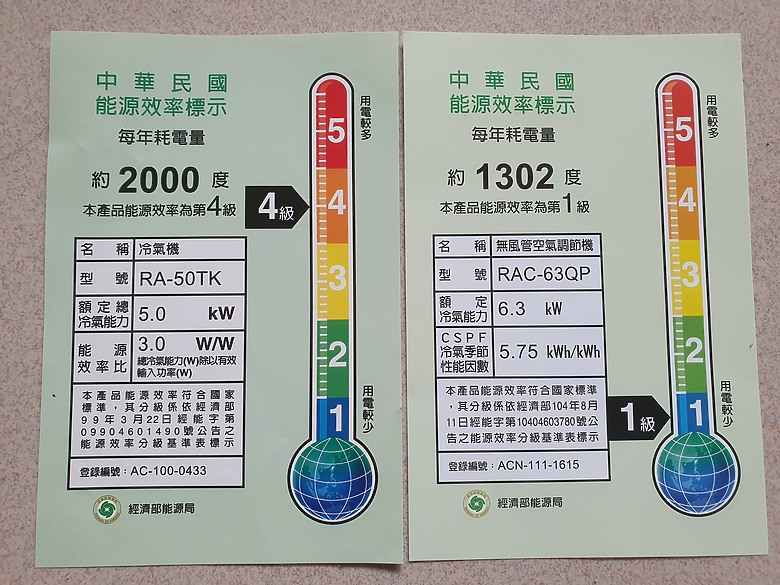 中華民國
能源效率標示
每年耗電量
約 2000 度
本產品能源效率為第4級
4級
名稱 冷氣機
型號 RA-50TK
額定總冷氣能力 5.0 kW
能源效率比 3.0 W/W
總冷氣能力(W)除以有效
輸入功率(W)
本產品能源效率符合國家
標準，其分級係依經濟部
99年3月22日經能字第
09904601490號公告之
能源效率分級基準表標示
登錄編號：AC-100-0433
經濟部能源局
用電較多
5
4
3
2
1
用電較少
中華民國
能源效率標示
每年耗電量
約 1302 度
本產品能源效率為第1級
名稱 無風管空氣調節機
型號 RAC-63QP
額定冷氣能力 6.3 kW
CSPF
冷氣季節
性能因數 5.75 kWh/kWh
本產品能源效率符合國家標準
，其分級係依經濟部104年8月
11日經能字第10404603780號公
告之能源效率分級基準表標示
1級
登錄編號：ACN-111-1615
經濟部能源局
用電較多
5
4
3
2
1
用電較少